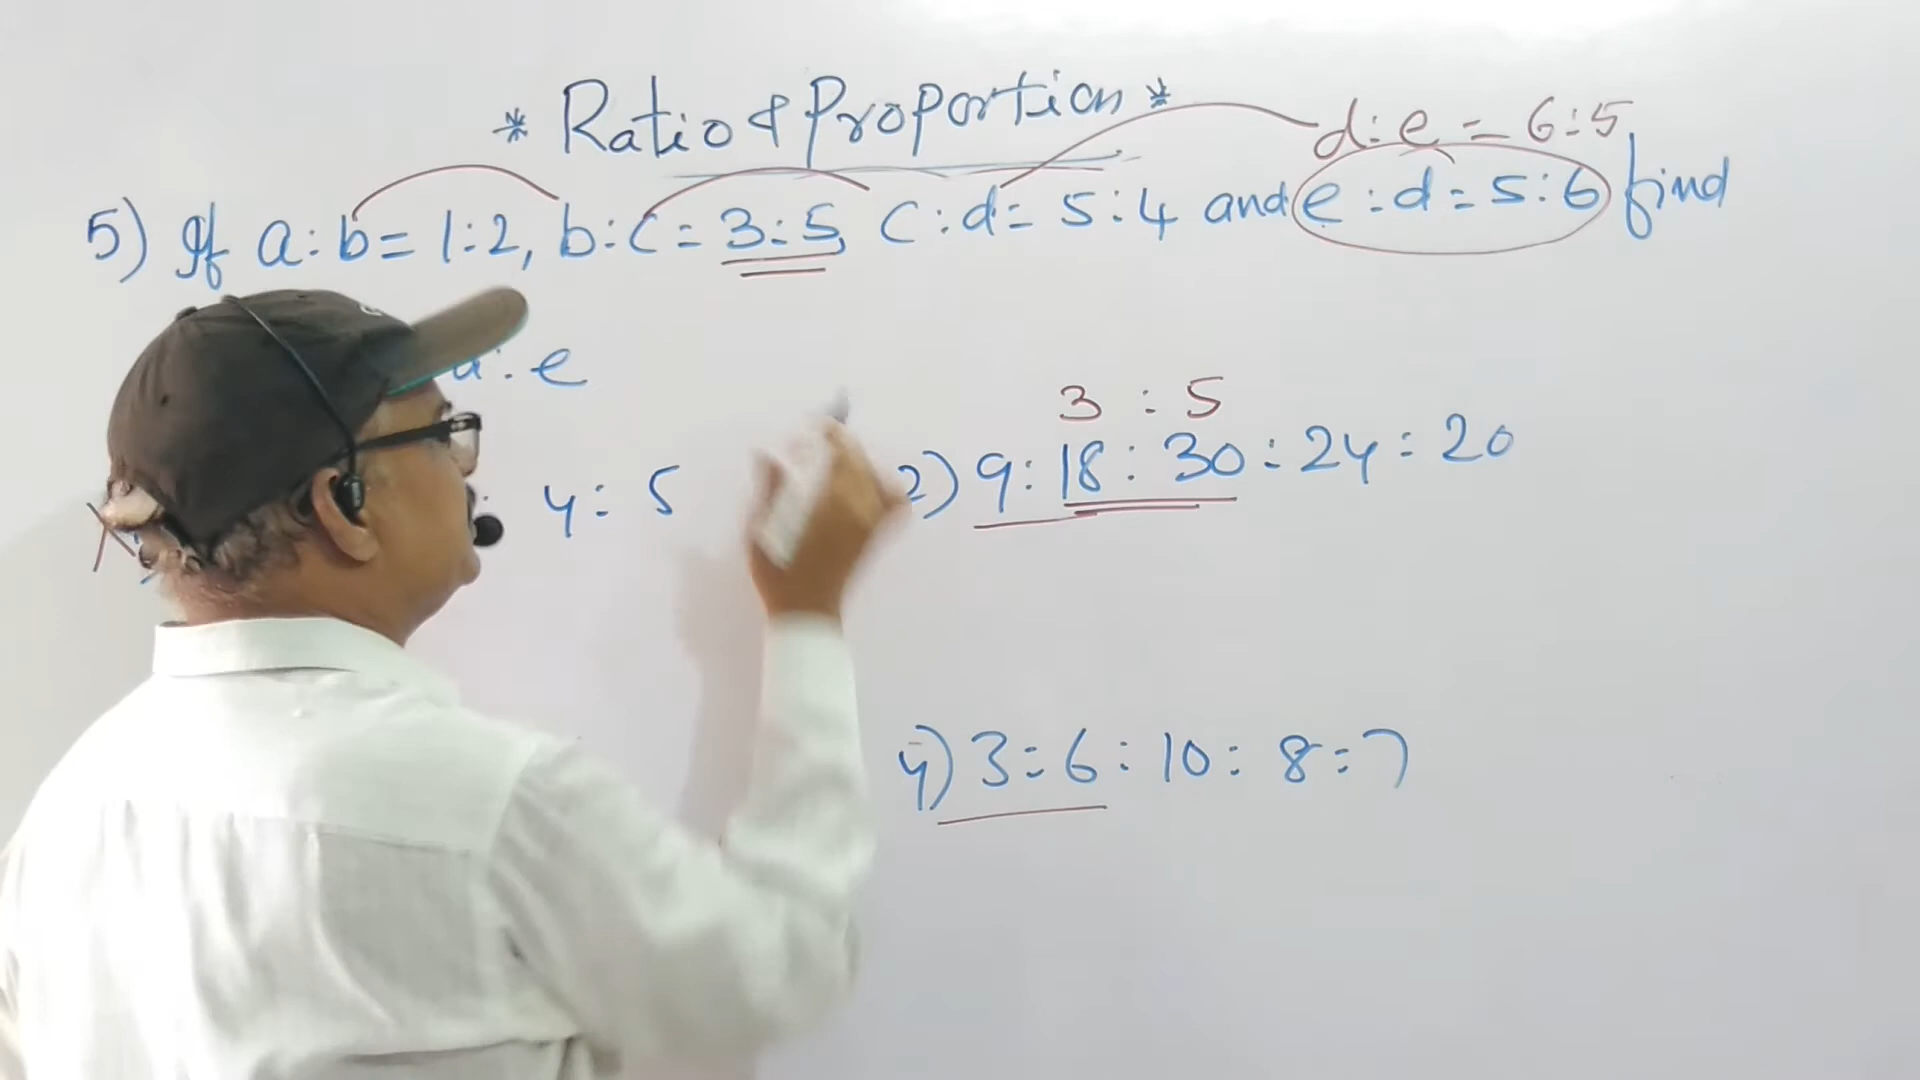 * Ratio & Proportion *
d:e = 6:5
5) If a:b = 1:2, b:c = 3:5, c:d = 5:4 and e:d = 5:6 find
d:e
3 : 5
4:5
2) 9:18:30:24:20
4) 3:6:10:8:7